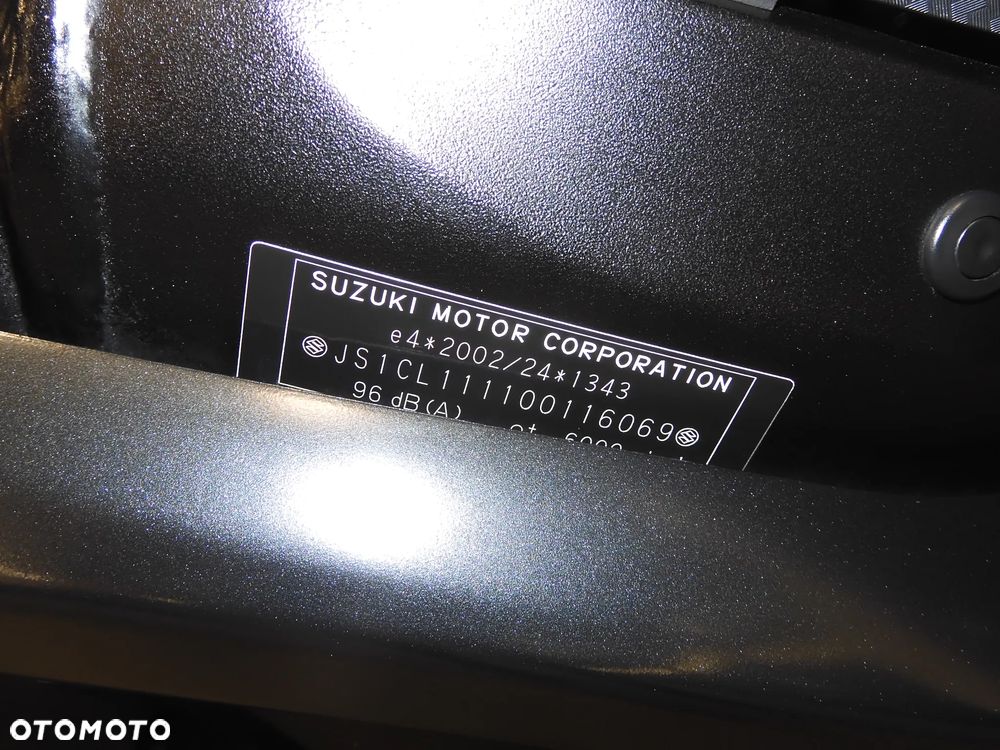 SUZUKI MOTOR CORPORATION
e4*2002/24*1343
JS1CL111100116069
96 dB(A)
OTOMOTO